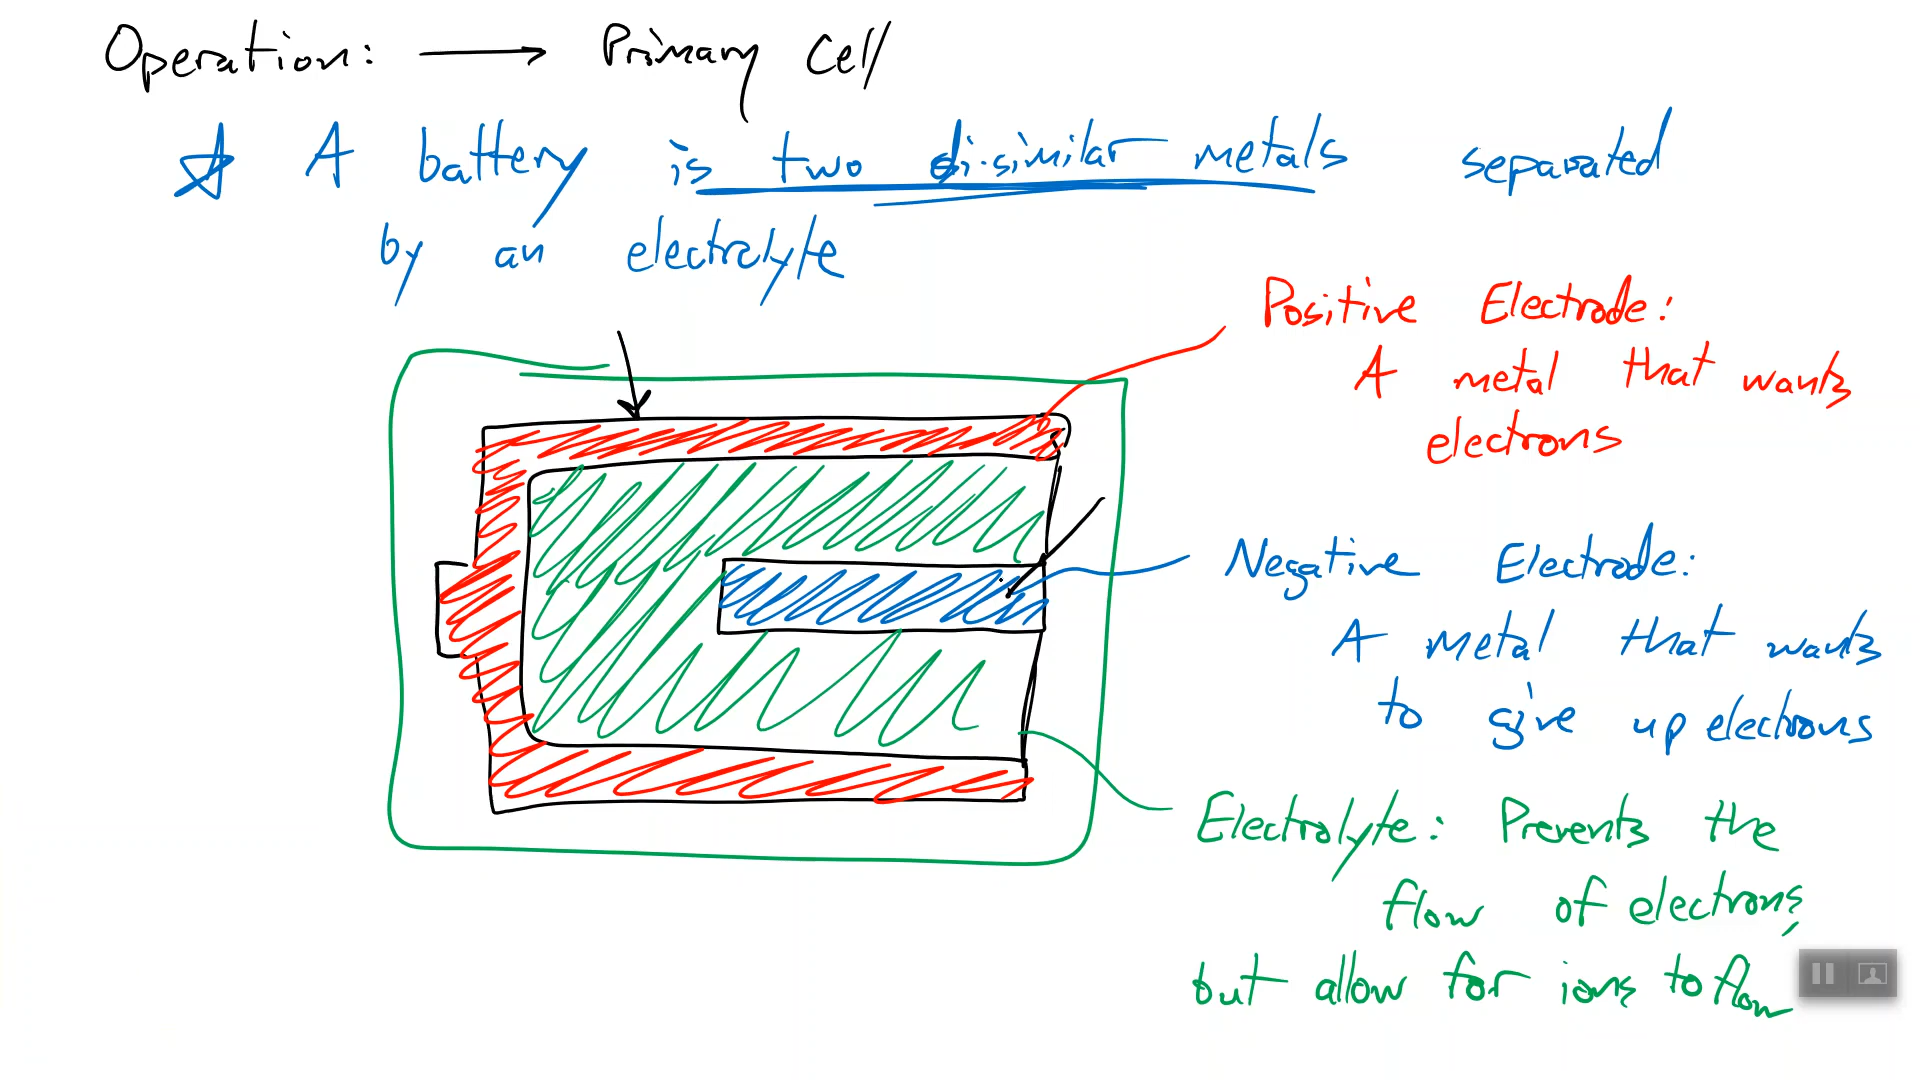 Operation: → Primary Cell
☆ A battery is two di-similar metals separated
by an electrolyte
Positive Electrode:
A metal that wants
electrons
Negative Electrode:
A metal that wants
to give up electrons
Electrolyte: Prevents the
flow of electrons,
but allow for ions to flow